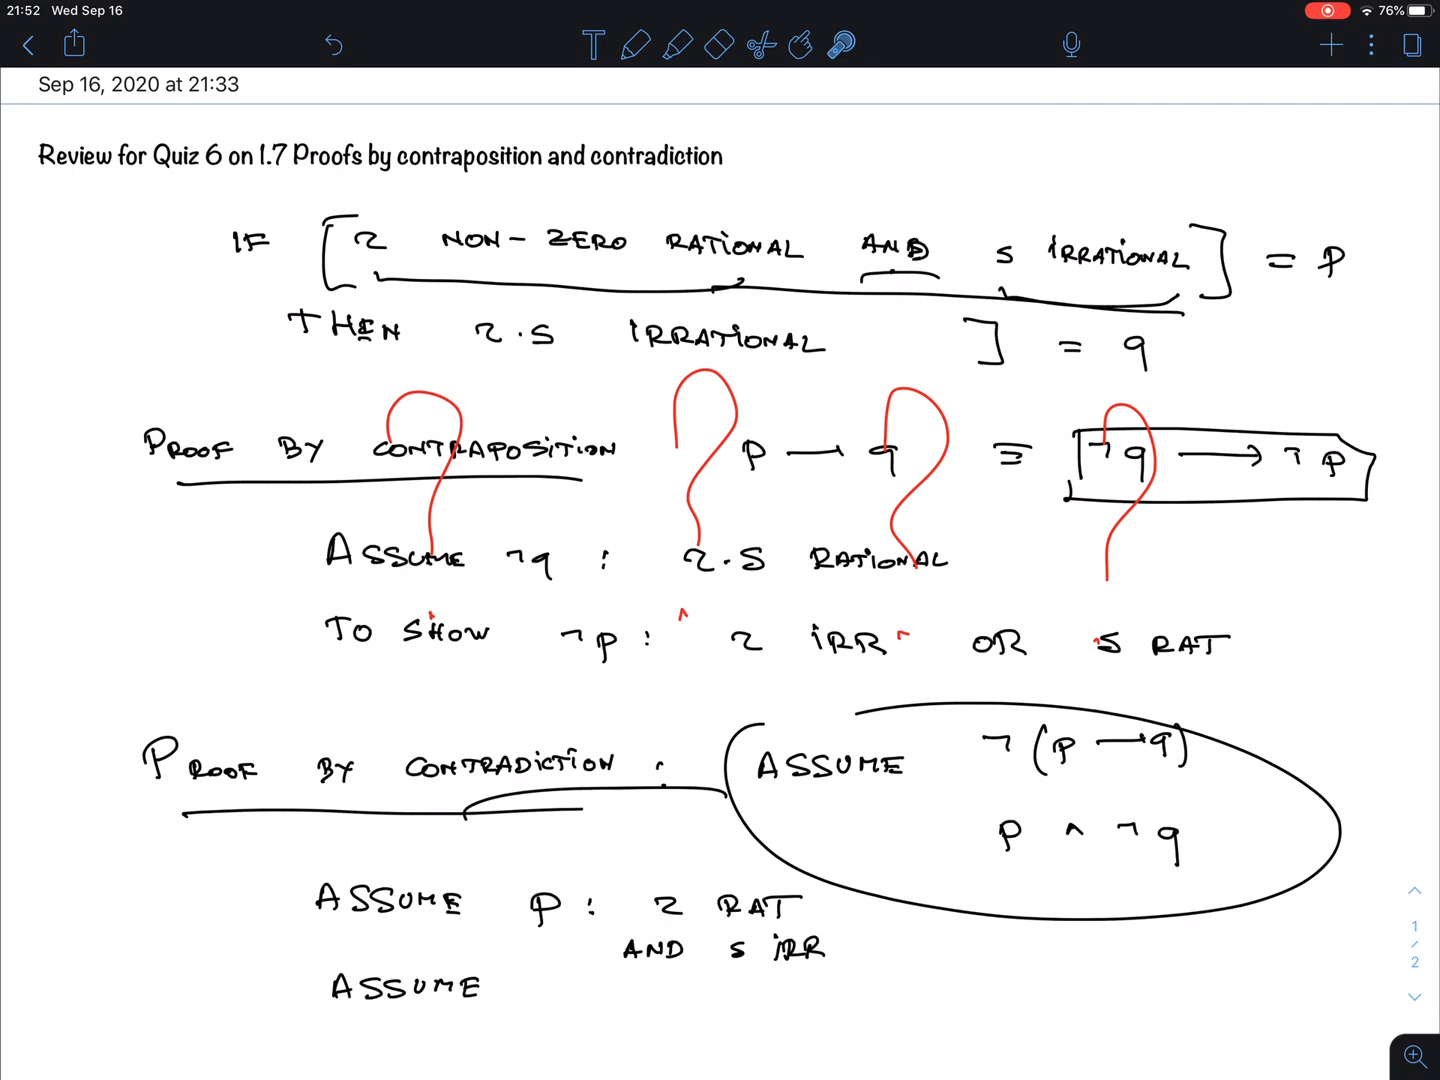 21:52 Wed Sep 16
76%
Sep 16, 2020 at 21:33
Review for Quiz 6 on 1.7 Proofs by contraposition and contradiction
IF [ r NON-ZERO RATIONAL AND s IRRATIONAL ] = P
THEN r·s IRRATIONAL ] = q
PROOF BY CONTRAPOSITION ? P → q ≡ ¬q → ¬P
ASSUME ¬q : r·s RATIONAL
TO SHOW ¬p : r IRR OR s RAT
PROOF BY CONTRADICTION : ASSUME ¬(p → q)
P ∧ ¬q
ASSUME P : r RAT
AND s IRR
ASSUME
1
/
2